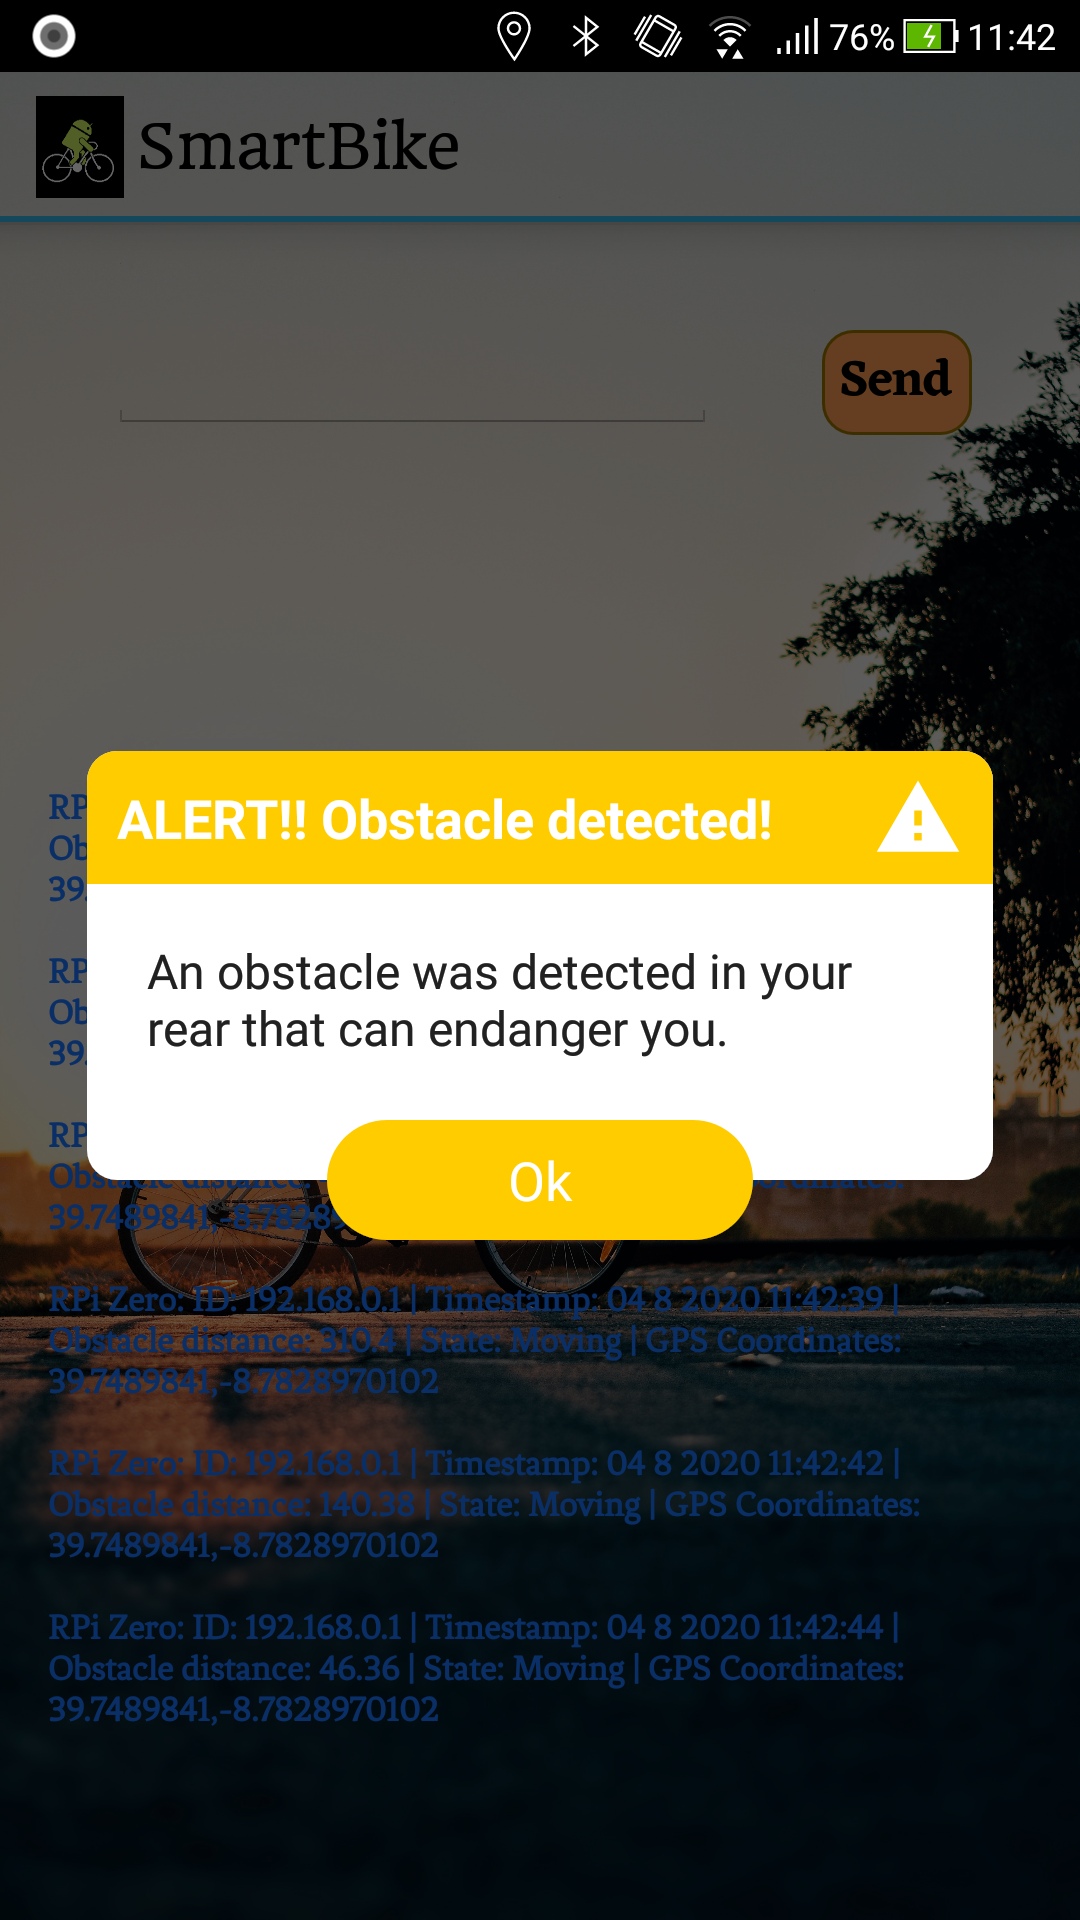 76% 11:42
SmartBike
Send
RP
Ob
39.
ALERT!! Obstacle detected!
RP
Ob
39.
An obstacle was detected in your
rear that can endanger you.
RP
Obstacle distance:
39.7489841,-8.7828
Ok
RPi Zero: ID: 192.168.0.1 | Timestamp: 04 8 2020 11:42:39 |
Obstacle distance: 310.4 | State: Moving | GPS Coordinates:
39.7489841,-8.7828970102
RPi Zero: ID: 192.168.0.1 | Timestamp: 04 8 2020 11:42:42 |
Obstacle distance: 140.38 | State: Moving | GPS Coordinates:
39.7489841,-8.7828970102
RPi Zero: ID: 192.168.0.1 | Timestamp: 04 8 2020 11:42:44 |
Obstacle distance: 46.36 | State: Moving | GPS Coordinates:
39.7489841,-8.7828970102